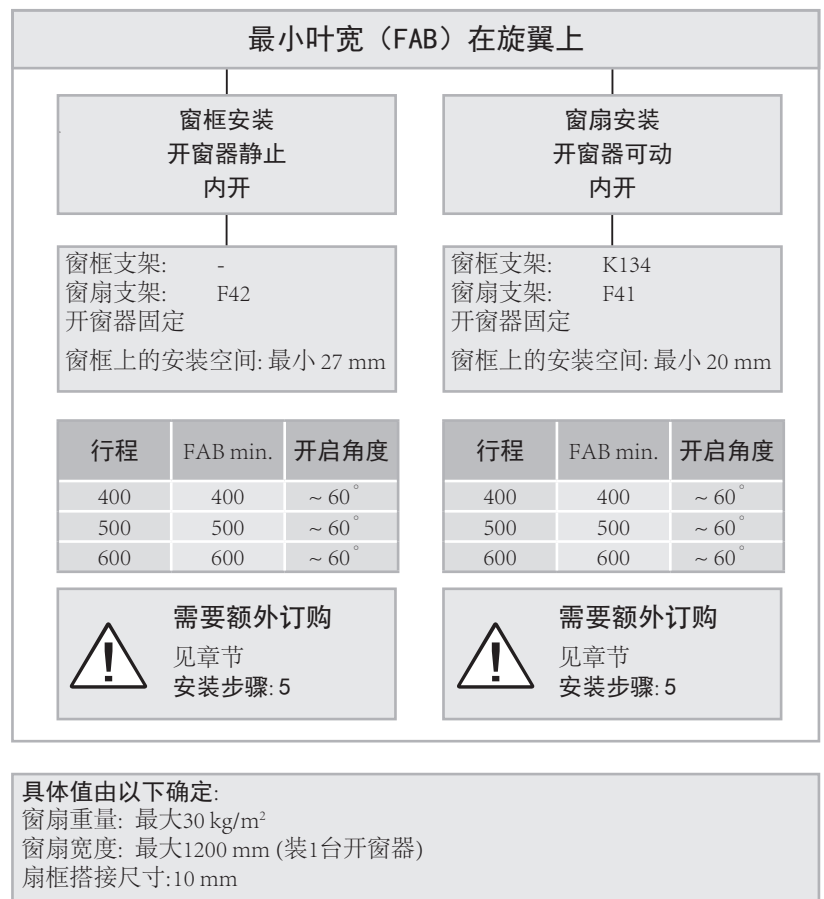 最小叶宽（FAB）在旋翼上
窗框安装
开窗器静止
内开
窗框支架: -
窗扇支架: F42
开窗器固定
窗框上的安装空间: 最小 27 mm
行程 FAB min. 开启角度
400 400 ~ 60°
500 500 ~ 60°
600 600 ~ 60°
需要额外订购
见章节
安装步骤: 5
窗扇安装
开窗器可动
内开
窗框支架: K134
窗扇支架: F41
开窗器固定
窗框上的安装空间: 最小 20 mm
行程 FAB min. 开启角度
400 400 ~ 60°
500 500 ~ 60°
600 600 ~ 60°
需要额外订购
见章节
安装步骤: 5
具体值由以下确定:
窗扇重量: 最大30 kg/m²
窗扇宽度: 最大1200 mm (装1台开窗器)
扇框搭接尺寸:10 mm